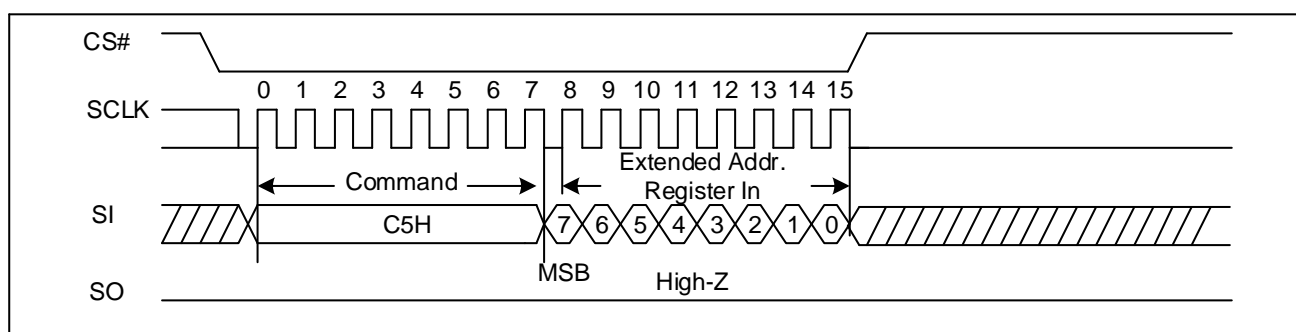 CS#
0 1 2 3 4 5 6 7 8 9 10 11 12 13 14 15
SCLK
Extended Addr.
Command
Register In
SI
C5H
7 6 5 4 3 2 1 0
MSB
High-Z
SO